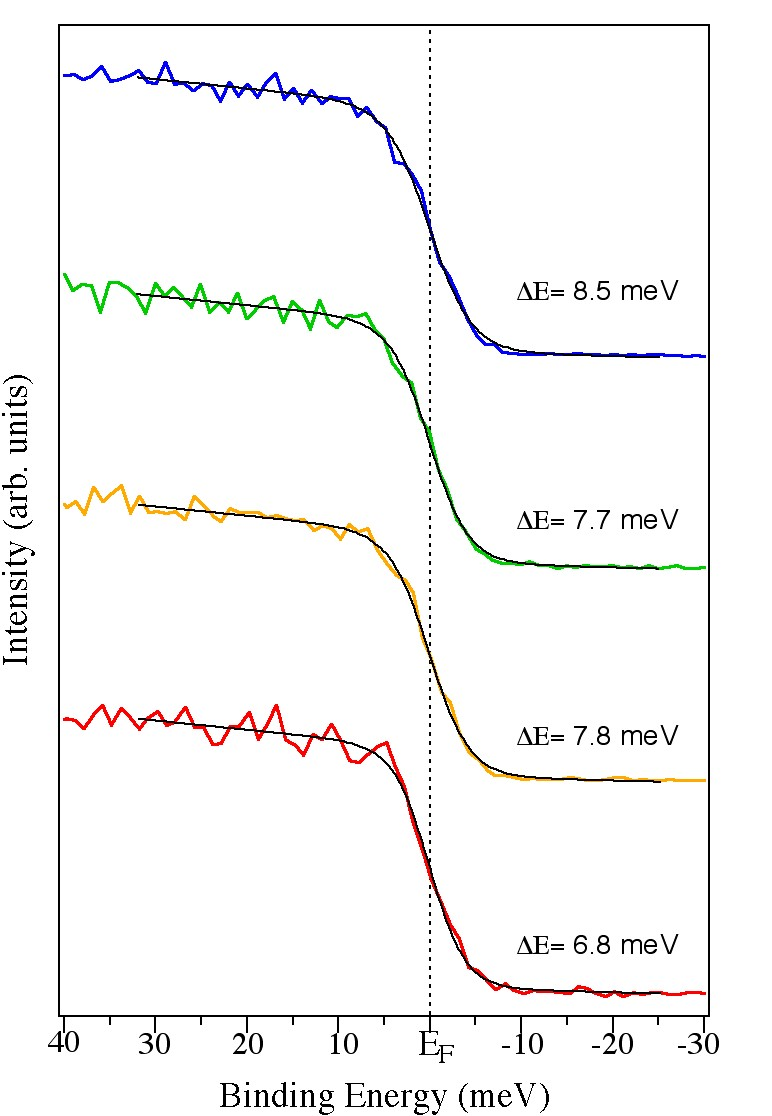 ΔE= 8.5 meV
ΔE= 7.7 meV
ΔE= 7.8 meV
ΔE= 6.8 meV
Intensity (arb. units)
40 30 20 10 EF -10 -20 -30
Binding Energy (meV)